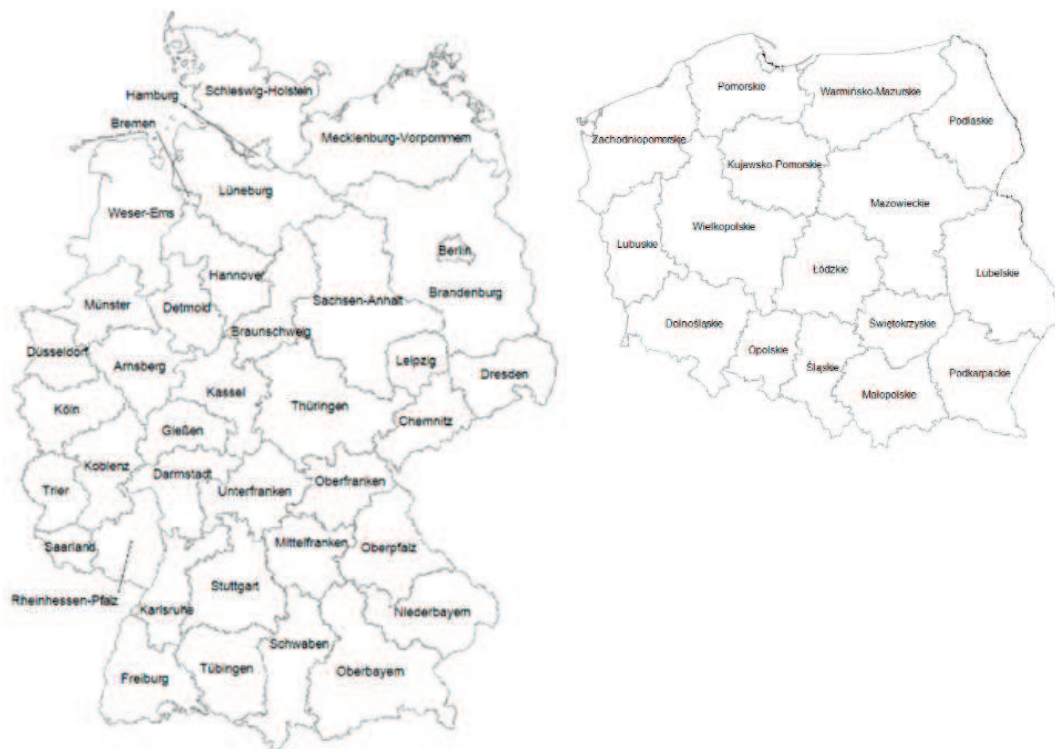 Schleswig-Holstein
Hamburg
Bremen
Mecklenburg-Vorpommern
Lüneburg
Weser-Ems
Berlin
Hannover
Brandenburg
Sachsen-Anhalt
Münster
Detmold
Braunschweig
Düsseldorf
Arnsberg
Leipzig
Dresden
Kassel
Thüringen
Köln
Chemnitz
Gießen
Koblenz
Darmstadt
Oberfranken
Trier
Unterfranken
Saarland
Mittelfranken
Oberpfalz
Stuttgart
Rheinhessen-Pfalz
Karlsruhe
Niederbayern
Schwaben
Tübingen
Oberbayern
Freiburg
Pomorskie
Warmińsko-Mazurskie
Podlaskie
Zachodniopomorskie
Kujawsko-Pomorskie
Mazowieckie
Wielkopolskie
Lubuskie
Łódzkie
Lubelskie
Dolnośląskie
Świętokrzyskie
Opolskie
Śląskie
Podkarpackie
Małopolskie